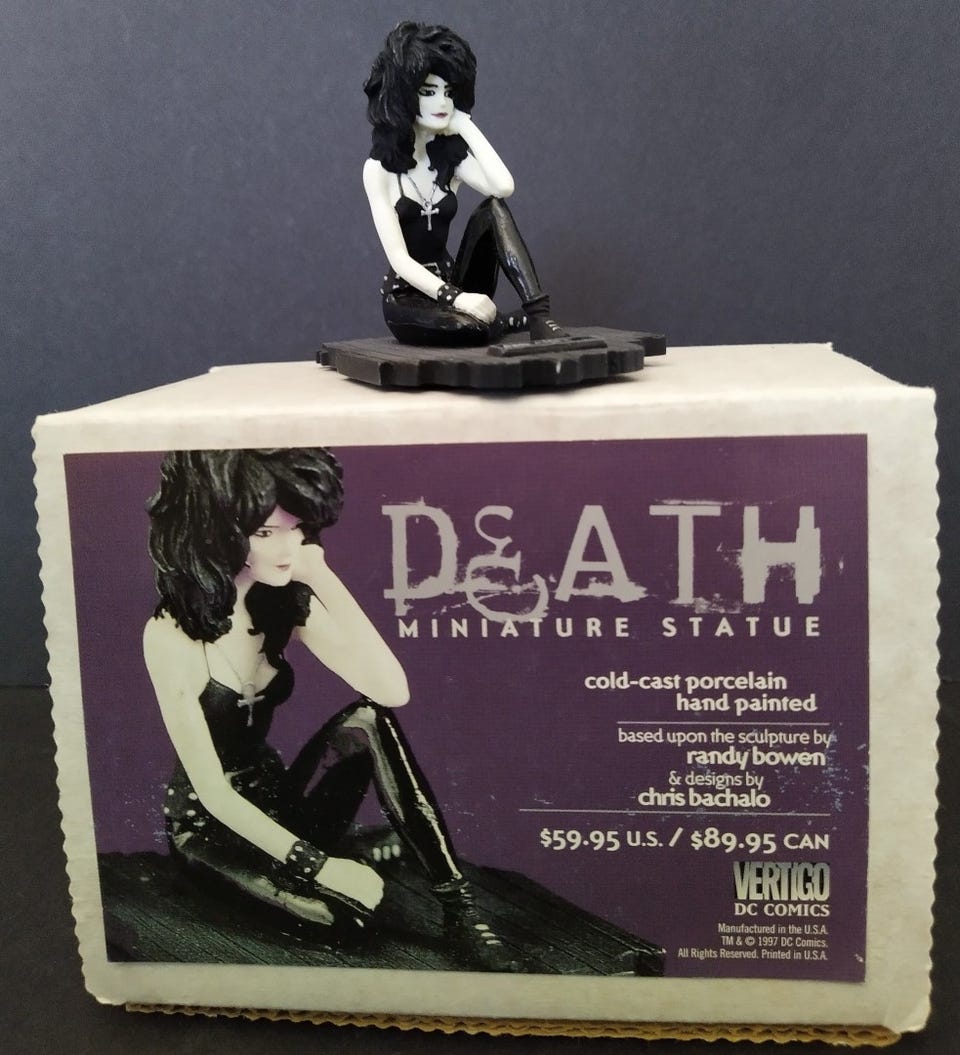 DEATH
MINIATURE STATUE
cold-cast porcelain
hand painted
based upon the sculpture by
randy bowen
& designs by
chris bachalo
$59.95 U.S. / $89.95 CAN
VERTIGO
DC COMICS
Manufactured in the U.S.A.
TM & © 1997 DC Comics.
All Rights Reserved. Printed in U.S.A.